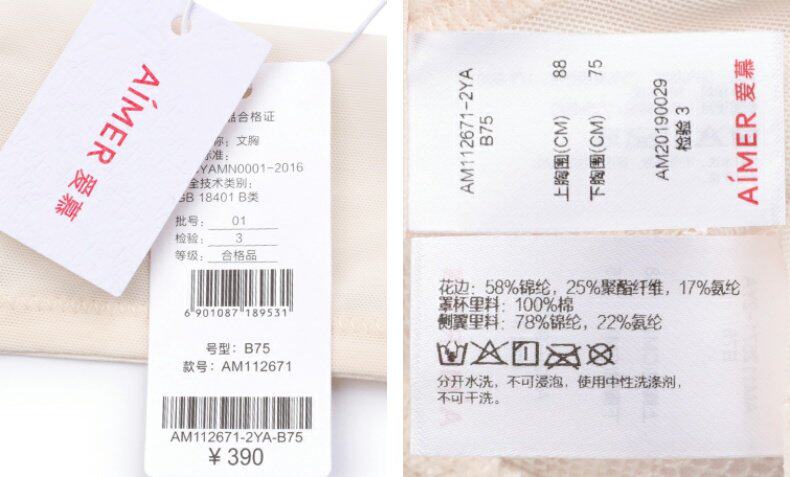 AÍMER 爱慕
品合格证
称：文胸
标准：
YAMN0001-2016
全技术类别：
GB 18401 B类
批号： 01
检验： 3
等级： 合格品
6 901087 189531
号型：B75
款号：AM112671
AM112671-2YA-B75
¥ 390
AM112671-2YA
B75
上胸围(CM) 88
下胸围(CM) 75
AM20190029
检验 3
AÍMER 爱慕
花边：58%锦纶，25%聚酯纤维，17%氨纶
罩杯里料：100%棉
侧翼里料：78%锦纶，22%氨纶
分开水洗，不可浸泡，使用中性洗涤剂，
不可干洗。